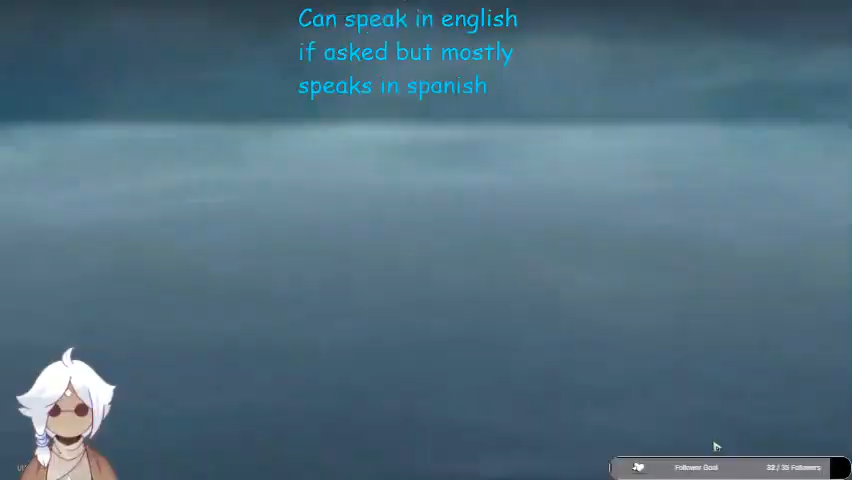 Can speak in english
if asked but mostly
speaks in spanish
Follower Goal 32 / 35 Followers